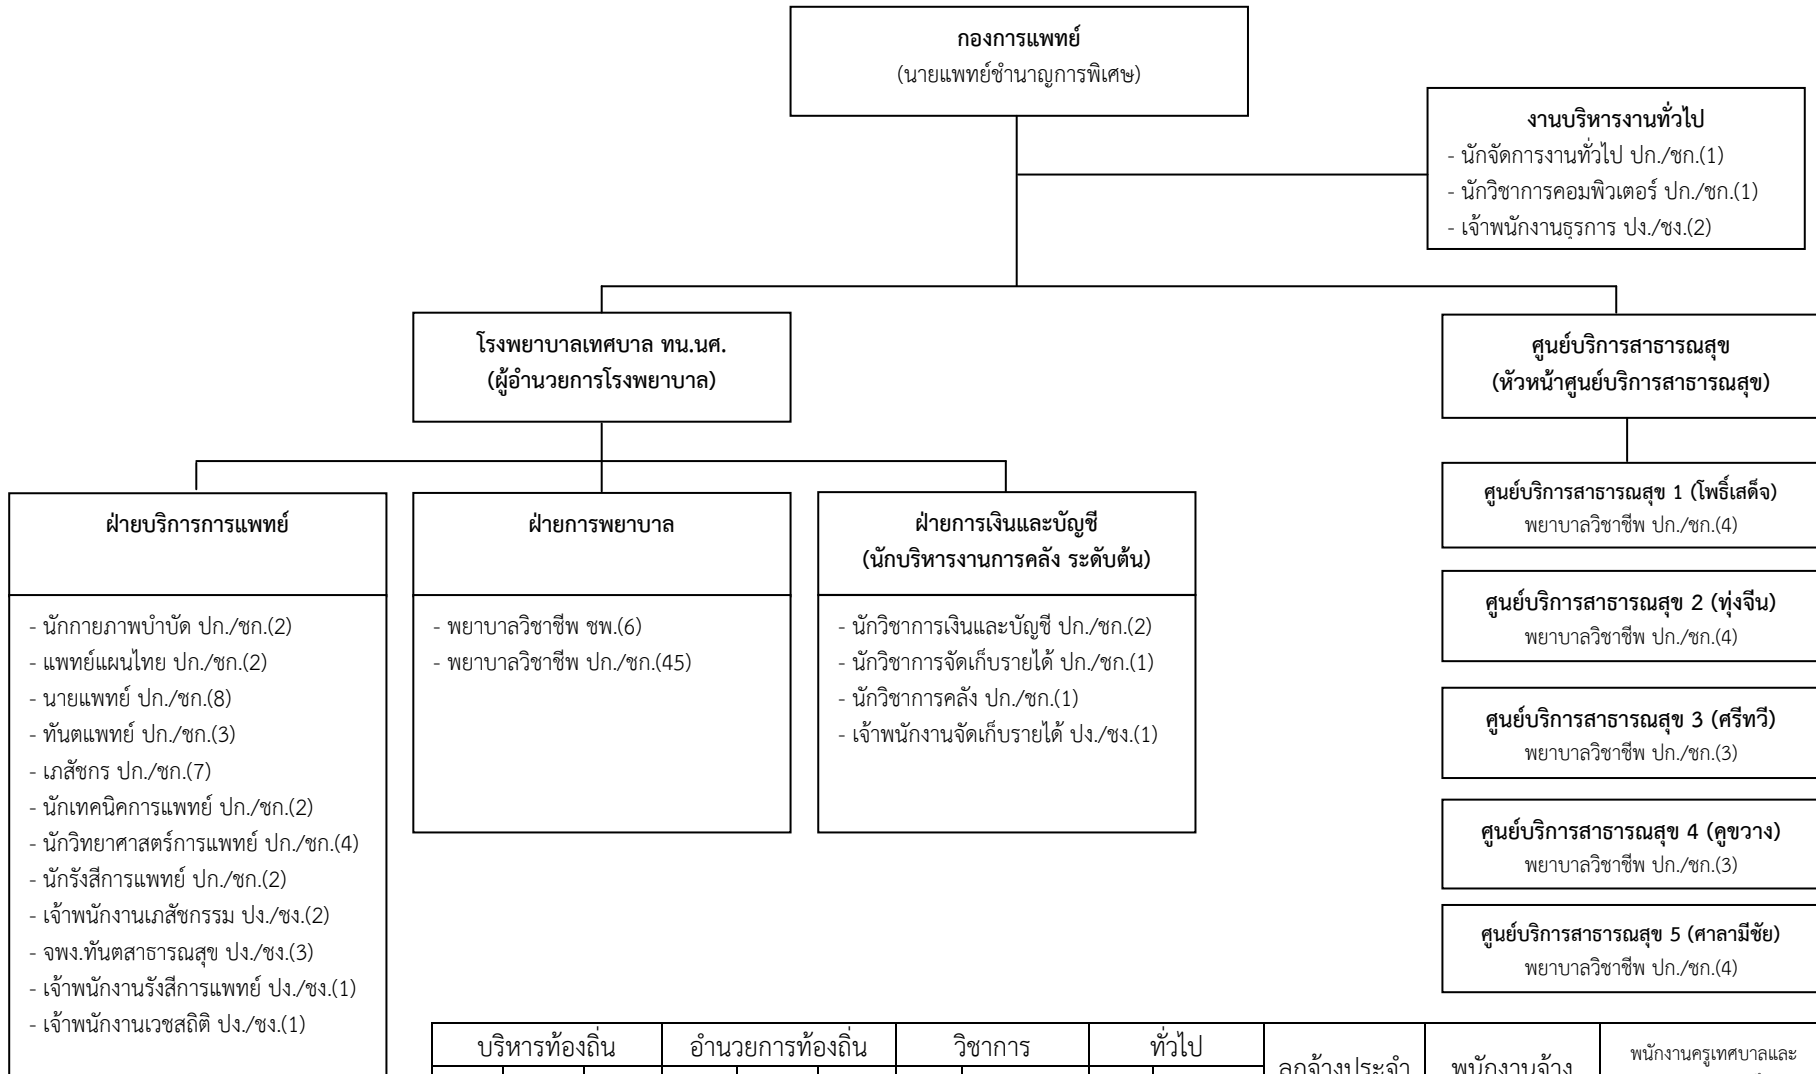 กองการแพทย์
(นายแพทย์ชำนาญการพิเศษ)
งานบริหารงานทั่วไป
- นักจัดการงานทั่วไป ปก./ชก.(1)
- นักวิชาการคอมพิวเตอร์ ปก./ชก.(1)
- เจ้าพนักงานธุรการ ปง./ชง.(2)
โรงพยาบาลเทศบาล ทน.นศ.
(ผู้อำนวยการโรงพยาบาล)
ศูนย์บริการสาธารณสุข
(หัวหน้าศูนย์บริการสาธารณสุข)
ฝ่ายบริการการแพทย์
- นักกายภาพบำบัด ปก./ชก.(2)
- แพทย์แผนไทย ปก./ชก.(2)
- นายแพทย์ ปก./ชก.(8)
- ทันตแพทย์ ปก./ชก.(3)
- เภสัชกร ปก./ชก.(7)
- นักเทคนิคการแพทย์ ปก./ชก.(2)
- นักวิทยาศาสตร์การแพทย์ ปก./ชก.(4)
- นักรังสีการแพทย์ ปก./ชก.(2)
- เจ้าพนักงานเภสัชกรรม ปง./ชง.(2)
- จพง.ทันตสาธารณสุข ปง./ชง.(3)
- เจ้าพนักงานรังสีการแพทย์ ปง./ชง.(1)
- เจ้าพนักงานเวชสถิติ ปง./ชง.(1)
ฝ่ายการพยาบาล
- พยาบาลวิชาชีพ ชพ.(6)
- พยาบาลวิชาชีพ ปก./ชก.(45)
ฝ่ายการเงินและบัญชี
(นักบริหารงานการคลัง ระดับต้น)
- นักวิชาการเงินและบัญชี ปก./ชก.(2)
- นักวิชาการจัดเก็บรายได้ ปก./ชก.(1)
- นักวิชาการคลัง ปก./ชก.(1)
- เจ้าพนักงานจัดเก็บรายได้ ปง./ชง.(1)
ศูนย์บริการสาธารณสุข 1 (โพธิ์เสด็จ)
พยาบาลวิชาชีพ ปก./ชก.(4)
ศูนย์บริการสาธารณสุข 2 (ทุ่งจีน)
พยาบาลวิชาชีพ ปก./ชก.(4)
ศูนย์บริการสาธารณสุข 3 (ศรีทวี)
พยาบาลวิชาชีพ ปก./ชก.(3)
ศูนย์บริการสาธารณสุข 4 (คูขวาง)
พยาบาลวิชาชีพ ปก./ชก.(3)
ศูนย์บริการสาธารณสุข 5 (ศาลามีชัย)
พยาบาลวิชาชีพ ปก./ชก.(4)
บริหารท้องถิ่น อำนวยการท้องถิ่น วิชาการ ทั่วไป
ลูกจ้างประจำ พนักงานจ้าง พนักงานครูเทศบาลและ